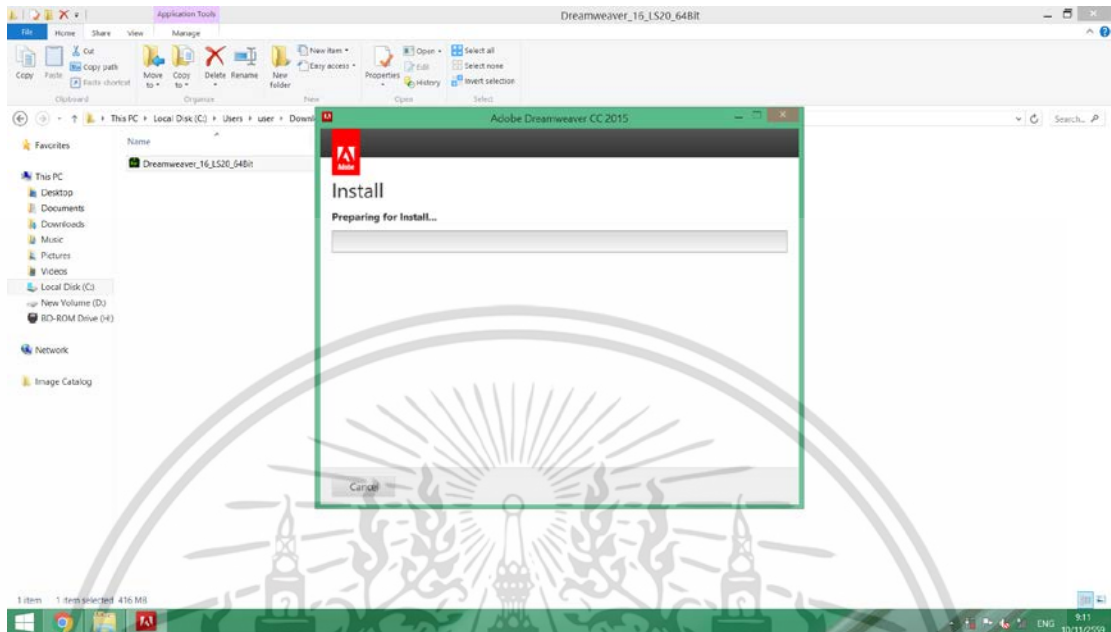 Application Tools
Dreamweaver_16_LS20_64Bit
File Home Share View Manage
Copy
Paste
Cut
Copy path
Paste shortcut
Move to
Copy to
Delete
Rename
New folder
New item
Easy access
Properties
Open
Edit
History
Select all
Select none
Invert selection
Clipboard
Organize
New
Open
Select
This PC Local Disk (C:) Users user
Search...
Name
Dreamweaver_16_LS20_64Bit
Favorites
This PC
Desktop
Documents
Downloads
Music
Pictures
Videos
Local Disk (C:)
New Volume (D:)
BD-ROM Drive (H:)
Network
Image Catalog
Adobe Dreamweaver CC 2015
Adobe
Install
Preparing for Install...
Cancel
1 item 1 item selected 416 MB
ENG
9:11
10/11/2559